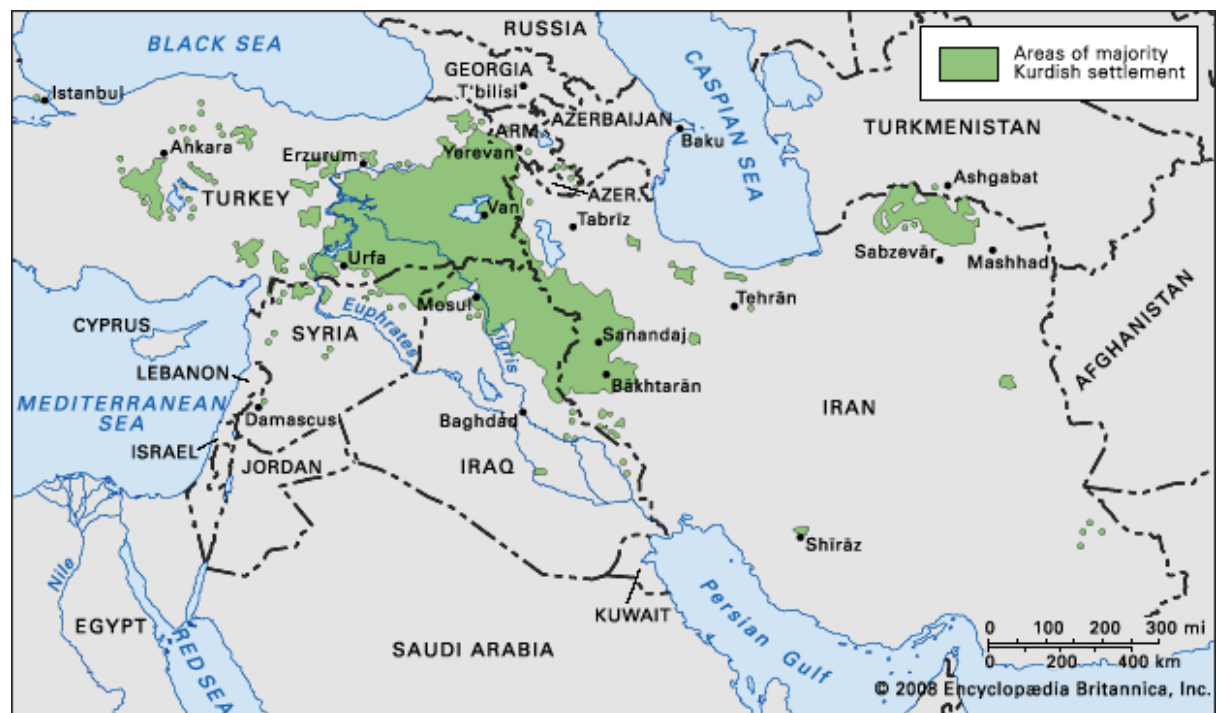 RUSSIA
BLACK SEA
Areas of majority
Kurdish settlement
GEORGIA
T'bilisi
CASPIAN SEA
Istanbul
ARM.
AZERBAIJAN
Baku
TURKMENISTAN
Ankara
Erzurum
Yerevan
Ashgabat
TURKEY
AZER.
Van
Tabrīz
Urfa
Sabzevār
Mashhad
Mosul
Tehrān
CYPRUS
SYRIA
Euphrates
Tigris
Sanandaj
AFGHANISTAN
LEBANON
Bākhtarān
MEDITERRANEAN
SEA
Damascus
Baghdād
IRAN
ISRAEL
JORDAN
IRAQ
Shīrāz
Nile
KUWAIT
Persian Gulf
EGYPT
RED SEA
SAUDI ARABIA
0 100 200 300 mi
0 200 400 km
© 2008 Encyclopædia Britannica, Inc.